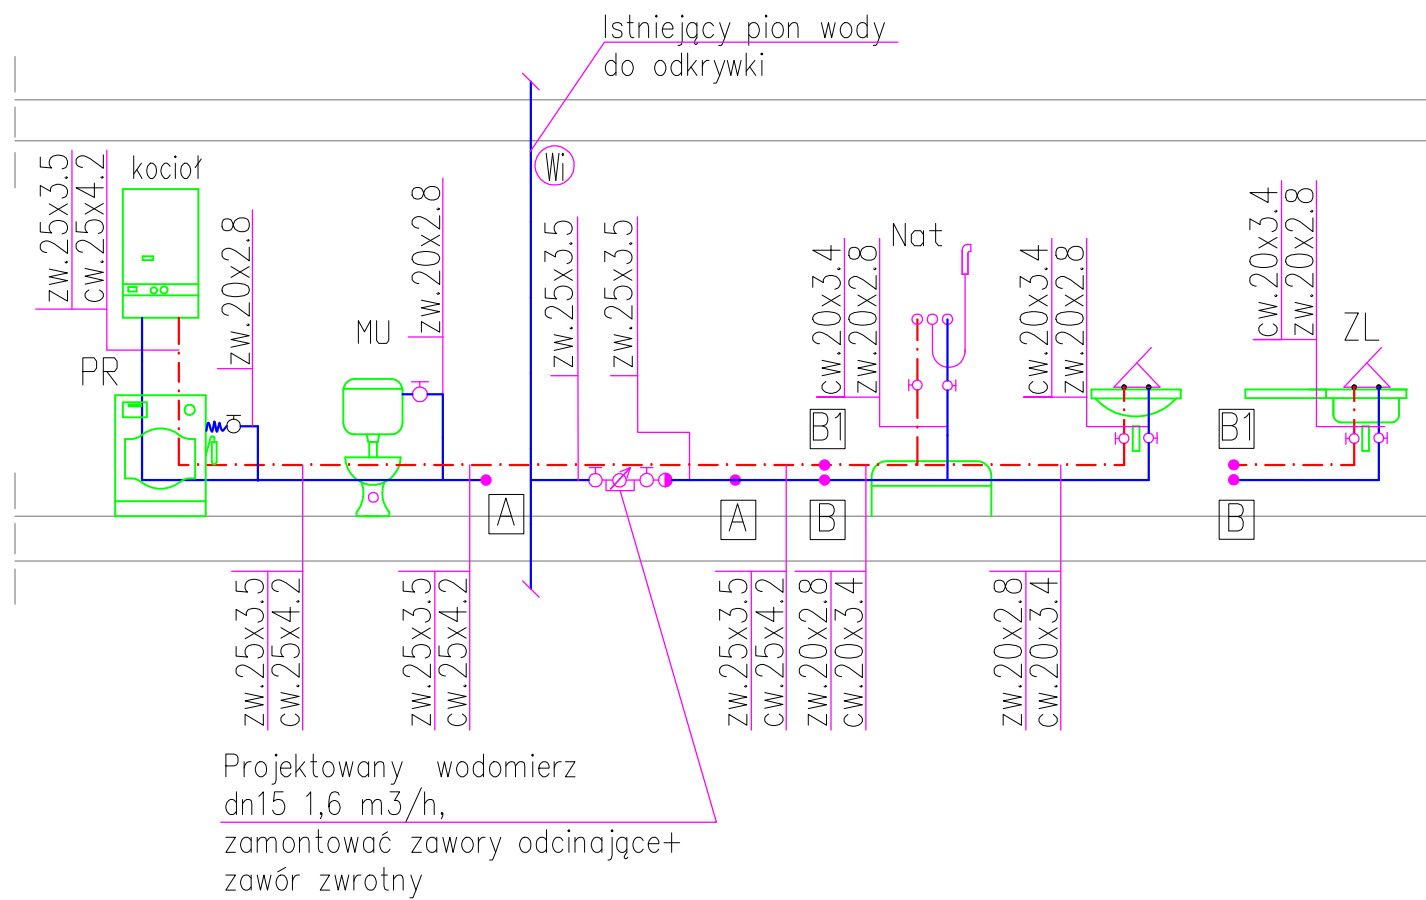 Istniejący pion wody
do odkrywki
Wi
kocioł
zw.25x3.5
cw.25x4.2
zw.20x2.8
PR
MU
zw.20x2.8
zw.25x3.5
zw.25x3.5
cw.20x3.4
zw.20x2.8
Nat
cw.20x3.4
zw.20x2.8
cw.20x3.4
zw.20x2.8
ZL
B1
B1
A
A
B
B
zw.25x3.5
cw.25x4.2
zw.25x3.5
cw.25x4.2
zw.25x3.5
cw.25x4.2
zw.20x2.8
cw.20x3.4
zw.20x2.8
cw.20x3.4
Projektowany wodomierz
dn15 1,6 m3/h,
zamontować zawory odcinające+
zawór zwrotny